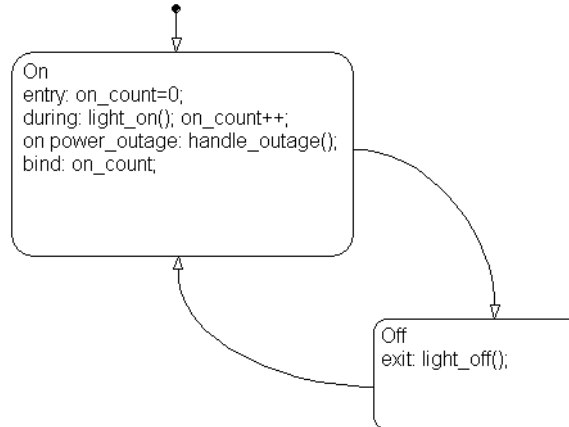 On
entry: on_count=0;
during: light_on(); on_count++;
on power_outage: handle_outage();
bind: on_count;
Off
exit: light_off();